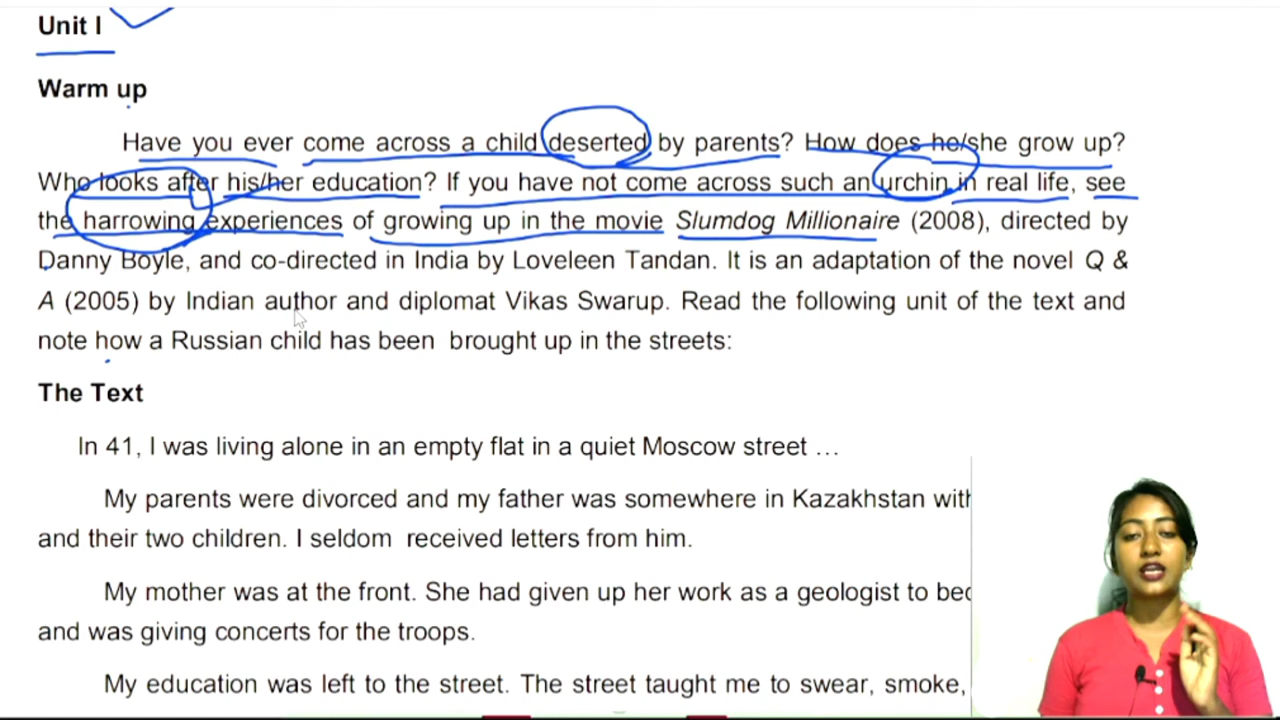 Unit I
Warm up
Have you ever come across a child deserted by parents? How does he/she grow up?
Who looks after his/her education? If you have not come across such an urchin in real life, see
the harrowing experiences of growing up in the movie Slumdog Millionaire (2008), directed by
Danny Boyle, and co-directed in India by Loveleen Tandan. It is an adaptation of the novel Q &
A (2005) by Indian author and diplomat Vikas Swarup. Read the following unit of the text and
note how a Russian child has been brought up in the streets:
The Text
In 41, I was living alone in an empty flat in a quiet Moscow street …
My parents were divorced and my father was somewhere in Kazakhstan with
and their two children. I seldom received letters from him.
My mother was at the front. She had given up her work as a geologist to
and was giving concerts for the troops.
My education was left to the street. The street taught me to swear, smoke,